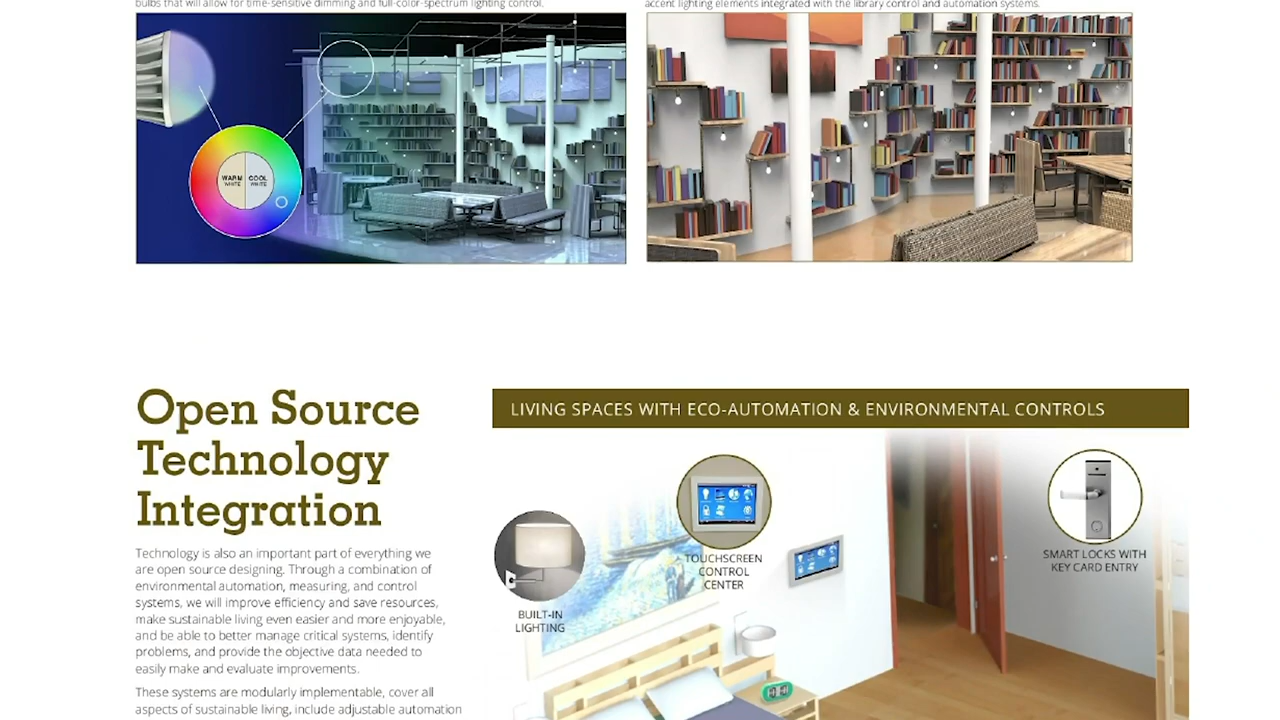 bulbs that will allow for time-sensitive dimming and full-color-spectrum lighting control.
accent lighting elements integrated with the library control and automation systems.
WARM WHITE
COOL WHITE
Open Source
Technology
Integration
Technology is also an important part of everything we
are open source designing. Through a combination of
environmental automation, measuring, and control
systems, we will improve efficiency and save resources,
make sustainable living even easier and more enjoyable,
and be able to better manage critical systems, identify
problems, and provide the objective data needed to
easily make and evaluate improvements.
These systems are modularly implementable, cover all
aspects of sustainable living, include adjustable automation
LIVING SPACES WITH ECO-AUTOMATION & ENVIRONMENTAL CONTROLS
BUILT-IN
LIGHTING
TOUCHSCREEN
CONTROL
CENTER
SMART LOCKS WITH
KEY CARD ENTRY